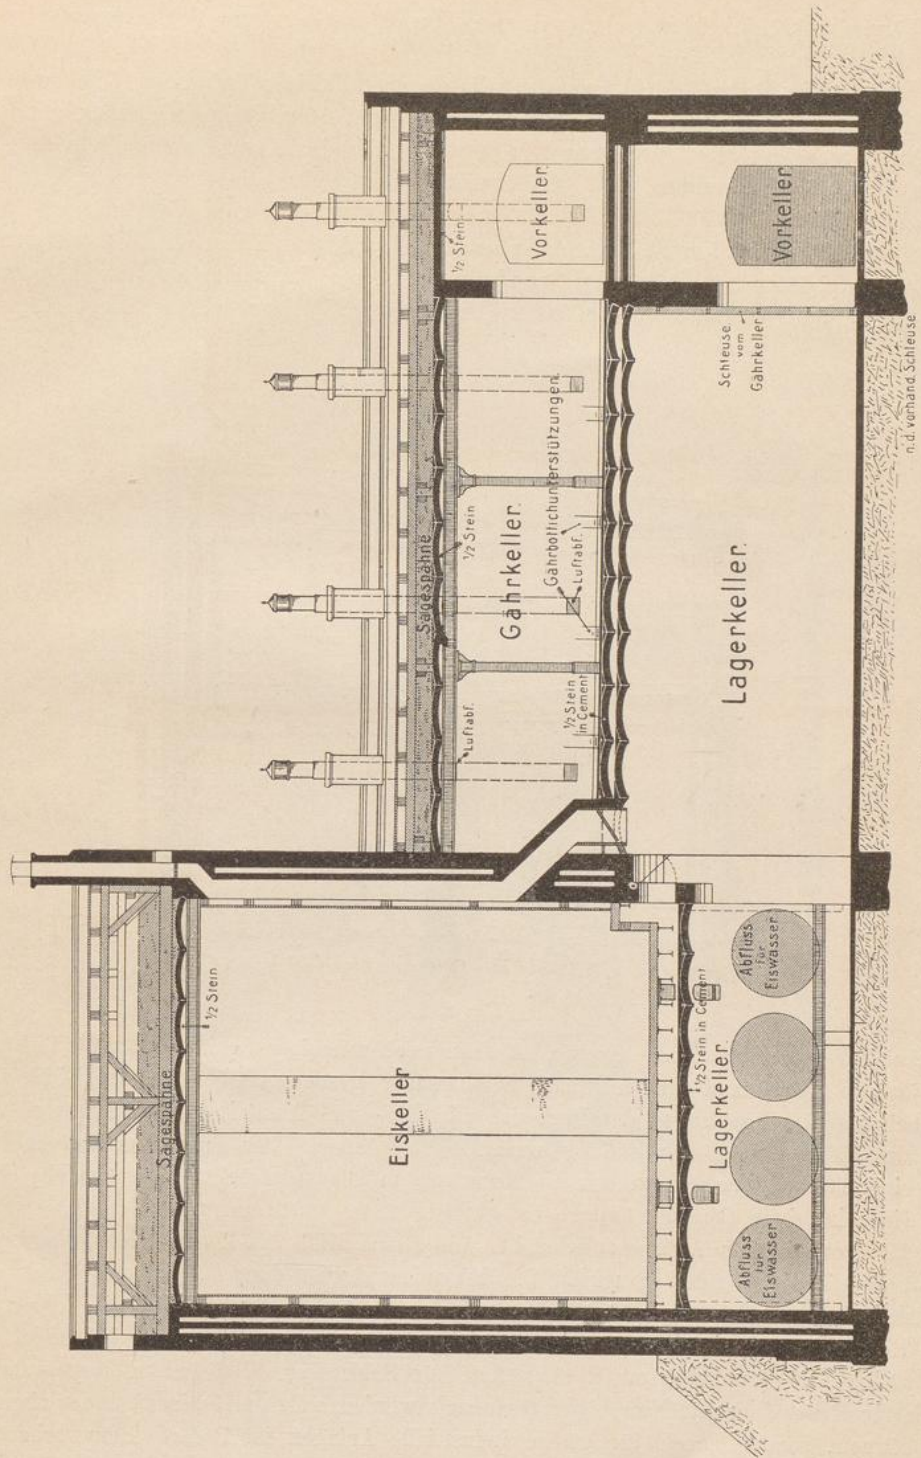 Sägespähne
1/2 Stein
Eiskeller
1/2 Stein in Cement
Lagerkeller.
Abfluss
für
Eiswasser
Abfluss
für
Eiswasser
Luftabf.
Sägespähne
1/2 Stein
Gährkeller.
Gährbottichunterstützungen.
Luftabf.
1/2 Stein
in Cement
Lagerkeller.
1/2 Stein
Vorkeller.
Vorkeller
Schleuse
vom
Gährkeller
n.d. vorhand. Schleuse